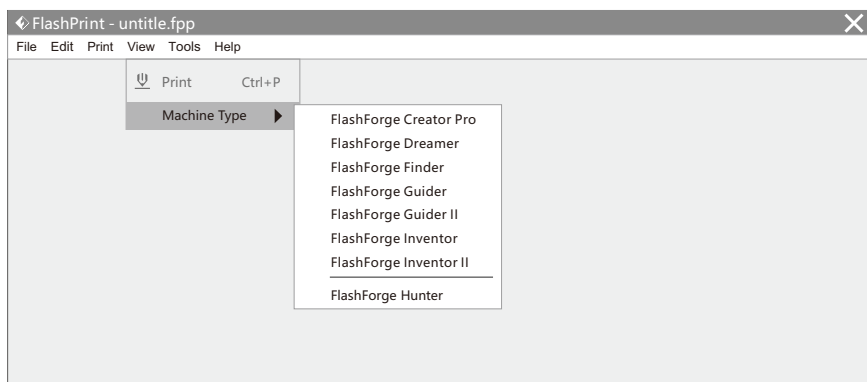 FlashPrint - untitle.fpp
File Edit Print View Tools Help
Print Ctrl+P
Machine Type
FlashForge Creator Pro
FlashForge Dreamer
FlashForge Finder
FlashForge Guider
FlashForge Guider II
FlashForge Inventor
FlashForge Inventor II
FlashForge Hunter